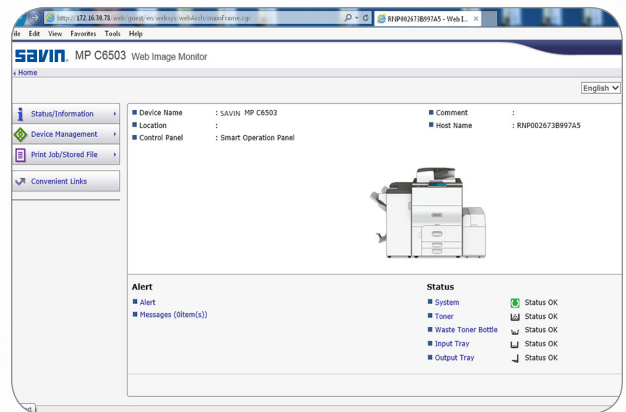 http://172.16.30.78/web/guest/en/websys/webArch/mainFrame.cgi
RNP002673B997A5 - Web I...
File Edit View Favorites Tools Help
SAVIN MP C6503 Web Image Monitor
Home
English
Status/Information
Device Management
Print Job/Stored File
Convenient Links
Device Name : SAVIN MP C6503
Location :
Control Panel : Smart Operation Panel
Comment :
Host Name : RNP002673B997A5
Alert
Alert
Messages (0item(s))
Status
System Status OK
Toner Status OK
Waste Toner Bottle Status OK
Input Tray Status OK
Output Tray Status OK